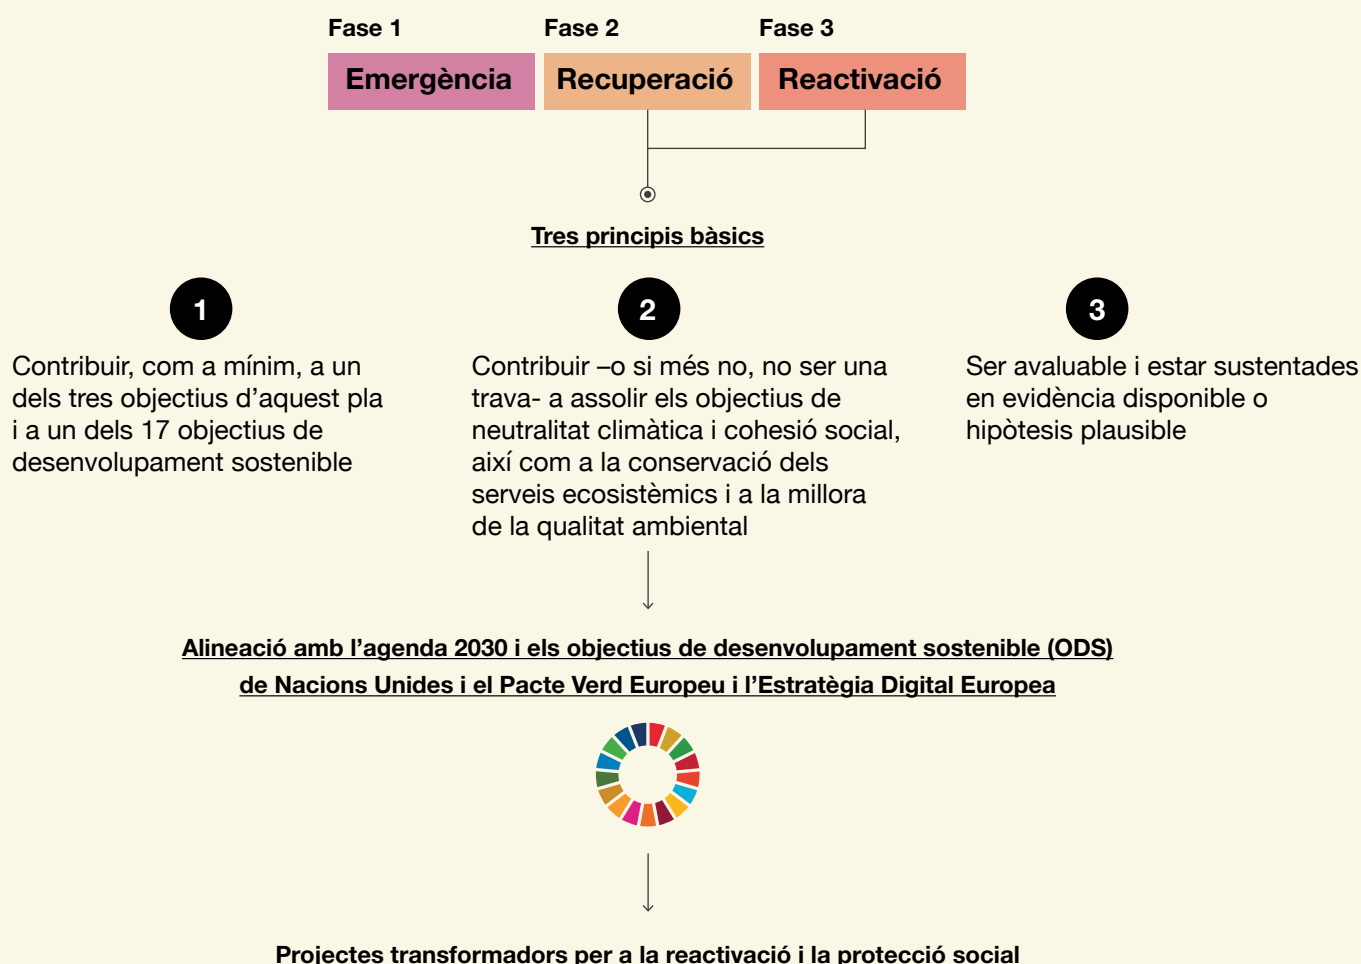 Fase 1
Fase 2
Fase 3
Emergència
Recuperació
Reactivació
Tres principis bàsics
1
Contribuir, com a mínim, a un
dels tres objectius d’aquest pla
i a un dels 17 objectius de
desenvolupament sostenible
2
Contribuir –o si més no, no ser una
trava- a assolir els objectius de
neutralitat climàtica i cohesió social,
així com a la conservació dels
serveis ecosistèmics i a la millora
de la qualitat ambiental
3
Ser avaluable i estar sustentades
en evidència disponible o
hipòtesis plausible
Alineació amb l’agenda 2030 i els objectius de desenvolupament sostenible (ODS)
de Nacions Unides i el Pacte Verd Europeu i l’Estratègia Digital Europea
Projectes transformadors per a la reactivació i la protecció social